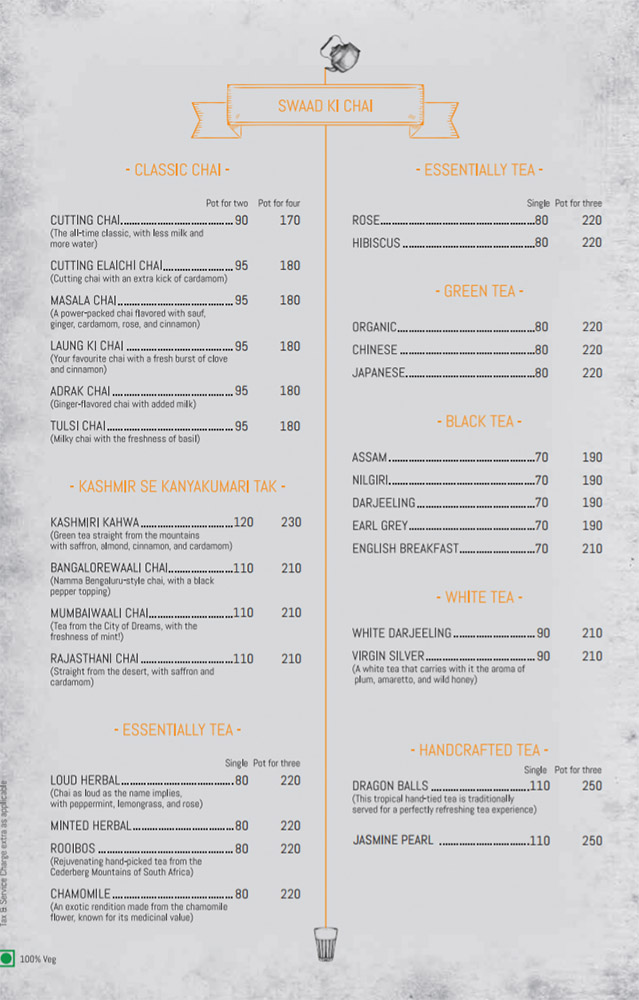 SWAAD KI CHAI
- CLASSIC CHAI -
Pot for two Pot for four
CUTTING CHAI 90 170
(The all-time classic, with less milk and
more water)
CUTTING ELAICHI CHAI 95 180
(Cutting chai with an extra kick of cardamom)
MASALA CHAI 95 180
(A power-packed chai flavored with sauf,
ginger, cardamom, rose, and cinnamon)
LAUNG KI CHAI 95 180
(Your favourite chai with a fresh burst of clove
and cinnamon)
ADRAK CHAI 95 180
(Ginger-flavored chai with added milk)
TULSI CHAI 95 180
(Milky chai with the freshness of basil)
- KASHMIR SE KANYAKUMARI TAK -
KASHMIRI KAHWA 120 230
(Green tea straight from the mountains
with saffron, almond, cinnamon, and cardamom)
BANGALOREWAALI CHAI 110 210
(Namma Bengaluru-style chai, with a black
pepper topping)
MUMBAIWAALI CHAI 110 210
(Tea from the City of Dreams, with the
freshness of mint!)
RAJASTHANI CHAI 110 210
(Straight from the desert, with saffron and
cardamom)
- ESSENTIALLY TEA -
Single Pot for three
LOUD HERBAL 80 220
(Chai as loud as the name implies,
with peppermint, lemongrass, and rose)
MINTED HERBAL 80 220
ROOIBOS 80 220
(Rejuvenating hand-picked tea from the
Cederberg Mountains of South Africa)
CHAMOMILE 80 220
(An exotic rendition made from the chamomile
flower, known for its medicinal value)
- ESSENTIALLY TEA -
Single Pot for three
ROSE 80 220
HIBISCUS 80 220
- GREEN TEA -
ORGANIC 80 220
CHINESE 80 220
JAPANESE 80 220
- BLACK TEA -
ASSAM 70 190
NILGIRI 70 190
DARJEELING 70 190
EARL GREY 70 190
ENGLISH BREAKFAST 70 210
- WHITE TEA -
WHITE DARJEELING 90 210
VIRGIN SILVER 90 210
(A white tea that carries with it the aroma of
plum, amaretto, and wild honey)
- HANDCRAFTED TEA -
Single Pot for three
DRAGON BALLS 110 250
(This tropical hand-tied tea is traditionally
served for a perfectly refreshing tea experience)
JASMINE PEARL 110 250
Tax & Service Charge extra as applicable
100% Veg